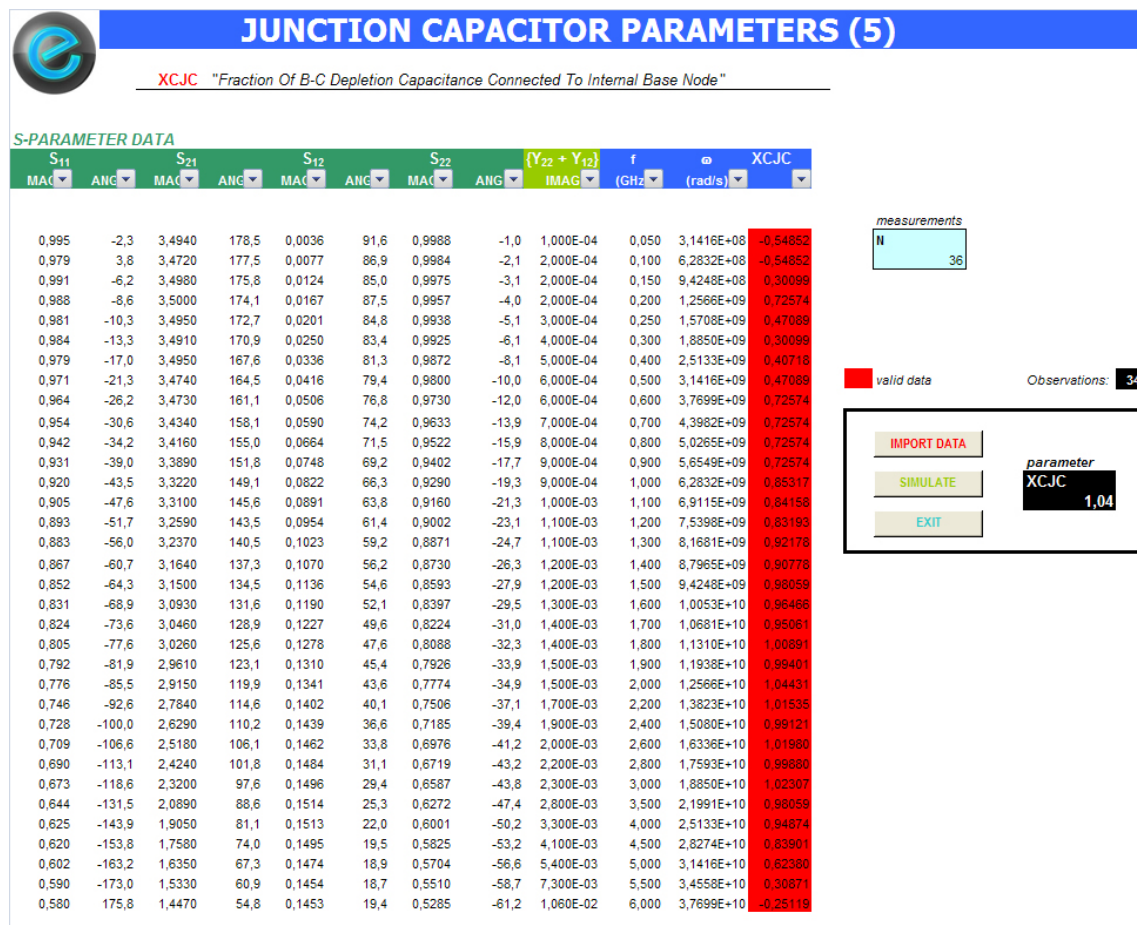 JUNCTION CAPACITOR PARAMETERS (5)
XCJC "Fraction Of B-C Depletion Capacitance Connected To Internal Base Node"
S-PARAMETER DATA
S11 S21 S12 S22 {Y22 + Y12} f ω XCJC
MAG ANG MAG ANG MAG ANG MAG ANG IMAG (GHz) (rad/s)
measurements
N
36
0,995 -2,3 3,4940 178,5 0,0036 91,6 0,9988 -1,0 1,000E-04 0,050 3,1416E+08 -0,54852
0,979 3,8 3,4720 177,5 0,0077 86,9 0,9984 -2,1 2,000E-04 0,100 6,2832E+08 -0,54852
0,991 -6,2 3,4980 175,8 0,0124 85,0 0,9975 -3,1 2,000E-04 0,150 9,4248E+08 0,30099
0,988 -8,6 3,5000 174,1 0,0167 87,5 0,9957 -4,0 2,000E-04 0,200 1,2566E+09 0,72574
0,981 -10,3 3,4950 172,7 0,0201 84,8 0,9938 -5,1 3,000E-04 0,250 1,5708E+09 0,47089
0,984 -13,3 3,4910 170,9 0,0250 83,4 0,9925 -6,1 4,000E-04 0,300 1,8850E+09 0,30099
0,979 -17,0 3,4950 167,6 0,0336 81,3 0,9872 -8,1 5,000E-04 0,400 2,5133E+09 0,40718
0,971 -21,3 3,4740 164,5 0,0416 79,4 0,9800 -10,0 6,000E-04 0,500 3,1416E+09 0,47089
0,964 -26,2 3,4730 161,1 0,0506 76,8 0,9730 -12,0 6,000E-04 0,600 3,7699E+09 0,72574
0,954 -30,6 3,4340 158,1 0,0590 74,2 0,9633 -13,9 7,000E-04 0,700 4,3982E+09 0,72574
0,942 -34,2 3,4160 155,0 0,0664 71,5 0,9522 -15,9 8,000E-04 0,800 5,0265E+09 0,72574
0,931 -39,0 3,3890 151,8 0,0748 69,2 0,9402 -17,7 9,000E-04 0,900 5,6549E+09 0,72574
0,920 -43,5 3,3220 149,1 0,0822 66,3 0,9290 -19,3 9,000E-04 1,000 6,2832E+09 0,85317
0,905 -47,6 3,3100 145,6 0,0891 63,8 0,9160 -21,3 1,000E-03 1,100 6,9115E+09 0,84158
0,893 -51,7 3,2590 143,5 0,0954 61,4 0,9002 -23,1 1,100E-03 1,200 7,5398E+09 0,83193
0,883 -56,0 3,2370 140,5 0,1023 59,2 0,8871 -24,7 1,100E-03 1,300 8,1681E+09 0,92178
0,867 -60,7 3,1640 137,3 0,1070 56,2 0,8730 -26,3 1,200E-03 1,400 8,7965E+09 0,90778
0,852 -64,3 3,1500 134,5 0,1136 54,6 0,8593 -27,9 1,200E-03 1,500 9,4248E+09 0,98059
0,831 -68,9 3,0930 131,6 0,1190 52,1 0,8397 -29,5 1,300E-03 1,600 1,0053E+10 0,96466
0,824 -73,6 3,0460 128,9 0,1227 49,6 0,8224 -31,0 1,400E-03 1,700 1,0681E+10 0,95061
0,805 -77,6 3,0260 125,6 0,1278 47,6 0,8088 -32,3 1,400E-03 1,800 1,1310E+10 1,00891
0,792 -81,9 2,9610 123,1 0,1310 45,4 0,7926 -33,9 1,500E-03 1,900 1,1938E+10 0,99401
0,776 -85,5 2,9150 119,9 0,1341 43,6 0,7774 -34,9 1,500E-03 2,000 1,2566E+10 1,04431
0,746 -92,6 2,7840 114,6 0,1402 40,1 0,7506 -37,1 1,700E-03 2,200 1,3823E+10 1,01535
0,728 -100,0 2,6290 110,2 0,1439 36,6 0,7185 -39,4 1,900E-03 2,400 1,5080E+10 0,99121
0,709 -106,6 2,5180 106,1 0,1462 33,8 0,6976 -41,2 2,000E-03 2,600 1,6336E+10 1,01980
0,690 -113,1 2,4240 101,8 0,1484 31,1 0,6719 -43,2 2,200E-03 2,800 1,7593E+10 0,99880
0,673 -118,6 2,3200 97,6 0,1496 29,4 0,6587 -43,8 2,300E-03 3,000 1,8850E+10 1,02307
0,644 -131,5 2,0890 88,6 0,1514 25,3 0,6272 -47,4 2,800E-03 3,500 2,1991E+10 0,98059
0,625 -143,9 1,9050 81,1 0,1513 22,0 0,6001 -50,2 3,300E-03 4,000 2,5133E+10 0,94874
0,620 -153,8 1,7580 74,0 0,1495 19,5 0,5825 -53,2 4,100E-03 4,500 2,8274E+10 0,83901
0,602 -163,2 1,6350 67,3 0,1474 18,9 0,5704 -56,6 5,400E-03 5,000 3,1416E+10 0,62380
0,590 -173,0 1,5330 60,9 0,1454 18,7 0,5510 -58,7 7,300E-03 5,500 3,4558E+10 0,30871
0,580 175,8 1,4470 54,8 0,1453 19,4 0,5285 -61,2 1,060E-02 6,000 3,7699E+10 -0,25119
valid data Observations: 34
IMPORT DATA
SIMULATE
EXIT
parameter
XCJC
1,04